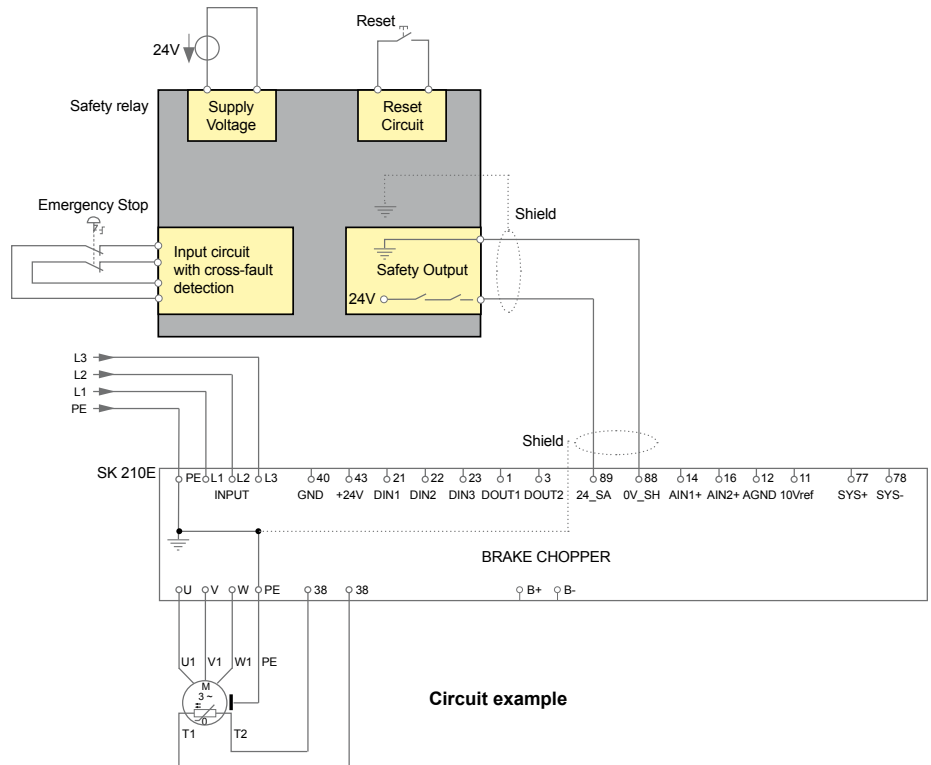 Reset
24V
Safety relay
Supply
Voltage
Reset
Circuit
Emergency Stop
Shield
Input circuit
with cross-fault
detection
Safety Output
24V
L3
L2
L1
PE
Shield
SK 210E
PE L1 L2 L3 40 43 21 22 23 1 3 89 88 14 16 12 11 77 78
INPUT GND +24V DIN1 DIN2 DIN3 DOUT1 DOUT2 24_SA 0V_SH AIN1+ AIN2+ AGND 10Vref SYS+ SYS-
BRAKE CHOPPER
U V W PE 38 38 B+ B-
U1 V1 W1 PE
M
3 ~
0
T1 T2
Circuit example